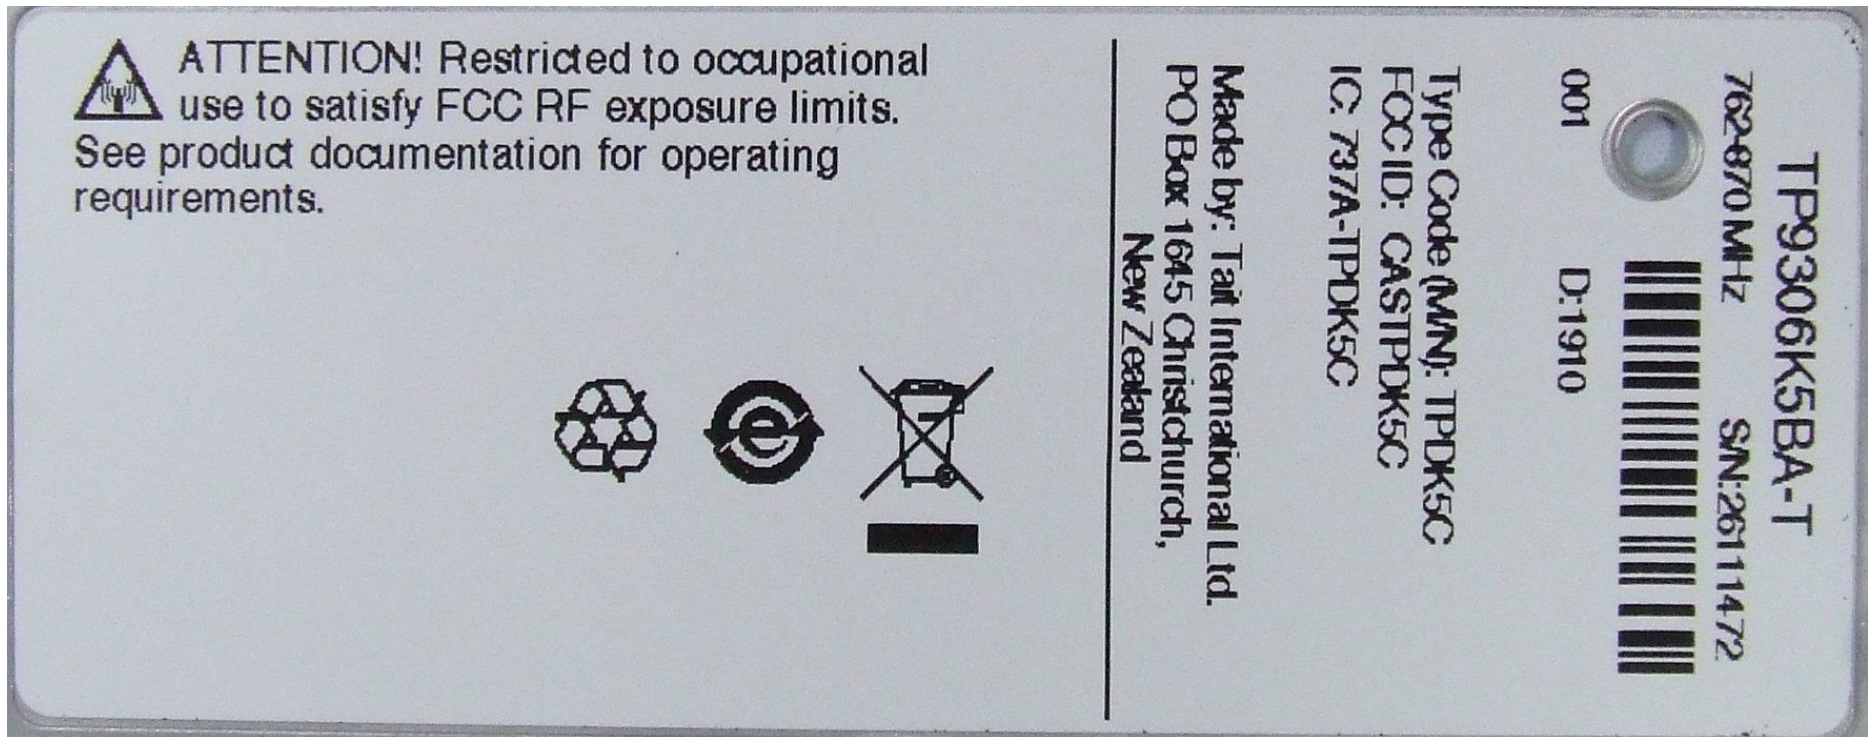 ATTENTION! Restricted to occupational
use to satisfy FCC RF exposure limits.
See product documentation for operating
requirements.
TP9306K5BA-T
762-870 MHz S/N:26111472
001 D:1910
Type Code (M/N): TPDK5C
FCC ID: CASTPDK5C
IC: 737A-TPDK5C
Made by: Tait International Ltd.
PO Box 1645 Christchurch,
New Zealand